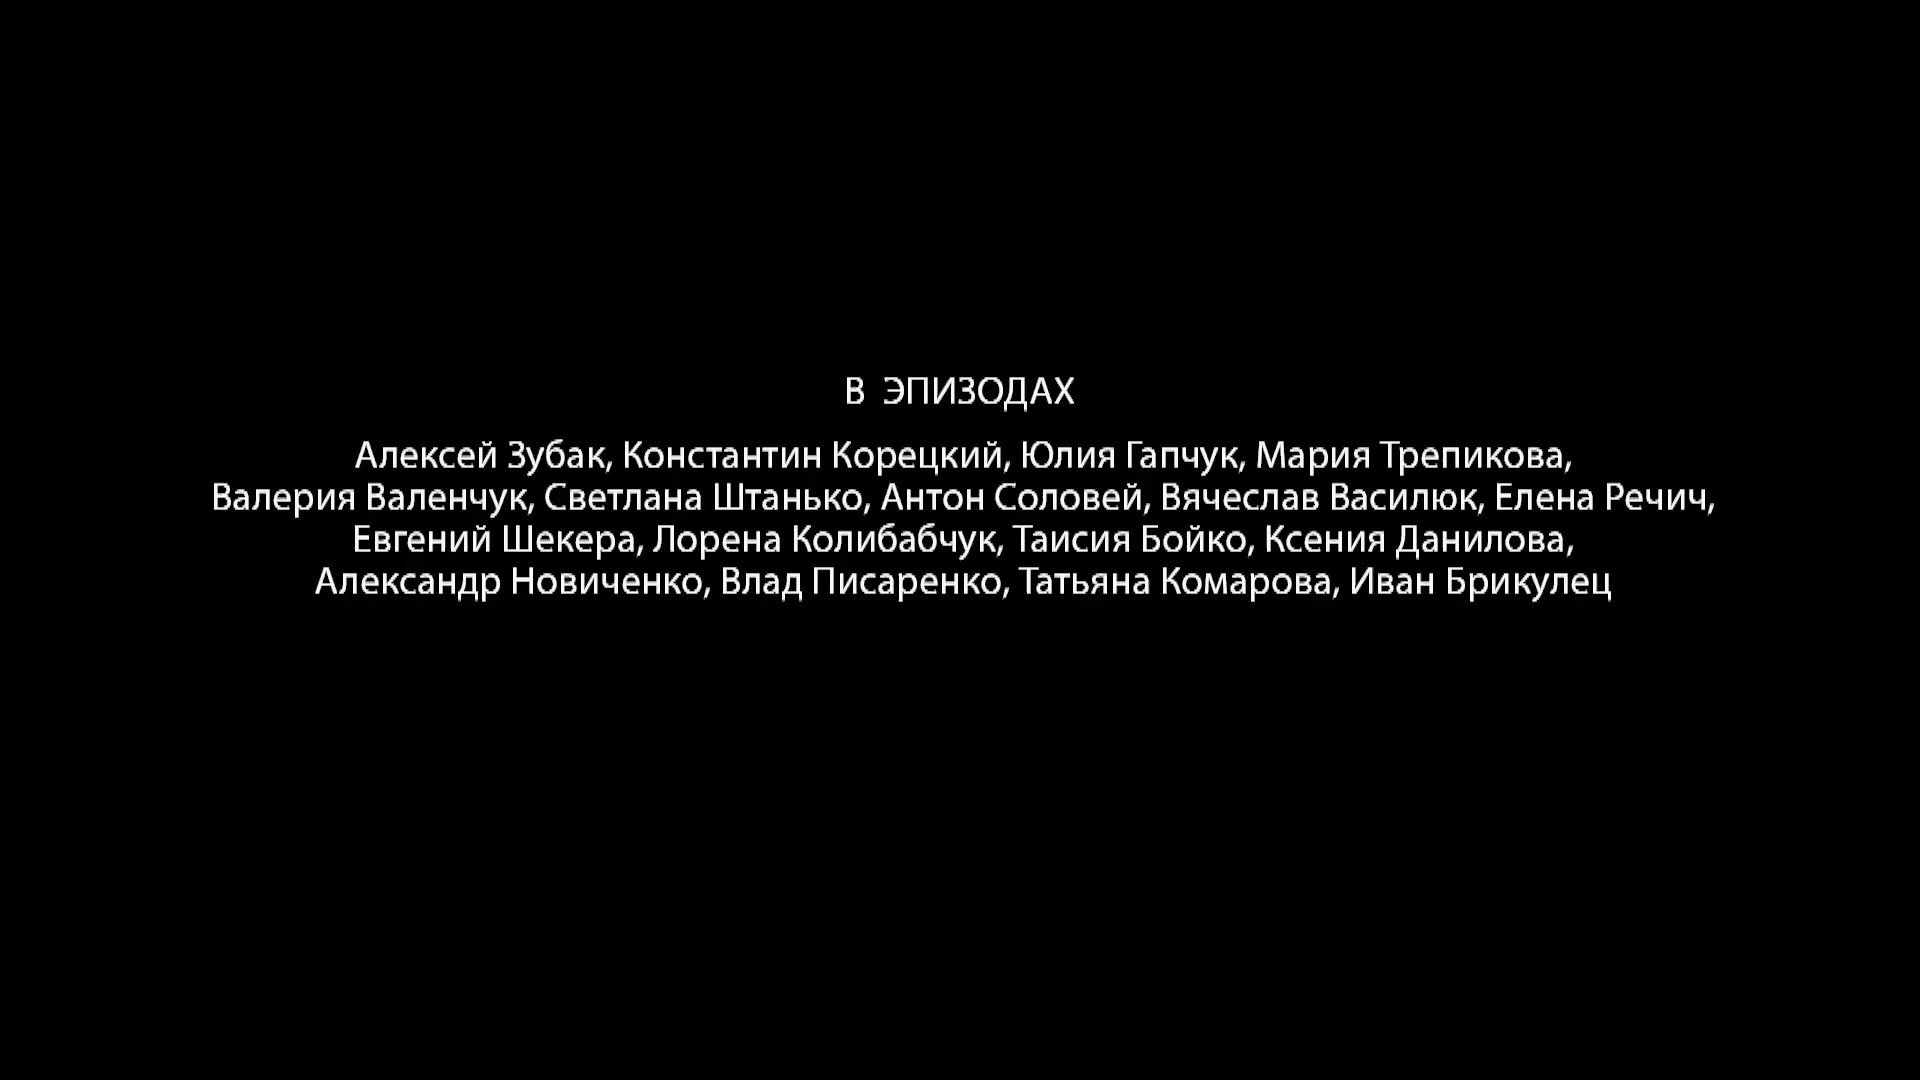 В ЭПИЗОДАХ
Алексей Зубак, Константин Корецкий, Юлия Гапчук, Мария Трепикова,
Валерия Валенчук, Светлана Штанько, Антон Соловей, Вячеслав Василюк, Елена Речич,
Евгений Шекера, Лорена Колибабчук, Таисия Бойко, Ксения Данилова,
Александр Новиченко, Влад Писаренко, Татьяна Комарова, Иван Брикулец